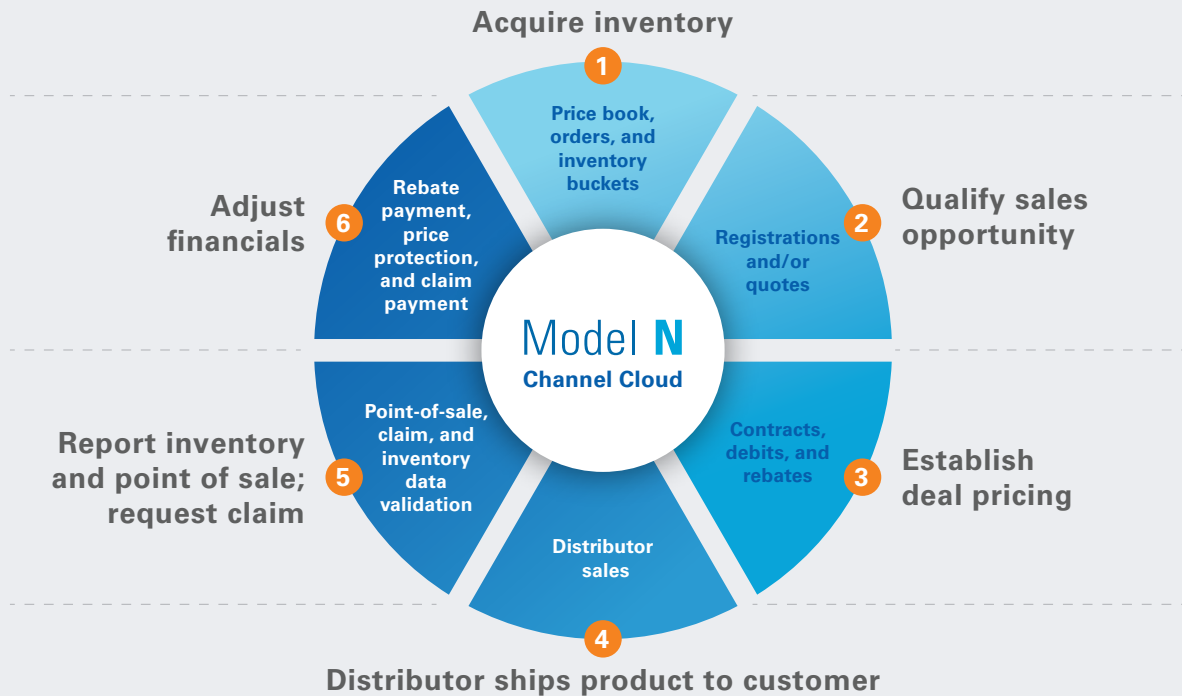 Acquire inventory
1
Price book,
orders, and
inventory
buckets
2
Qualify sales
opportunity
Registrations
and/or
quotes
3
Establish
deal pricing
Contracts,
debits, and
rebates
4
Distributor
sales
Distributor ships product to customer
5
Report inventory
and point of sale;
request claim
Point-of-sale,
claim, and
inventory
data
validation
6
Adjust
financials
Rebate
payment,
price
protection,
and claim
payment
Model N
Channel Cloud